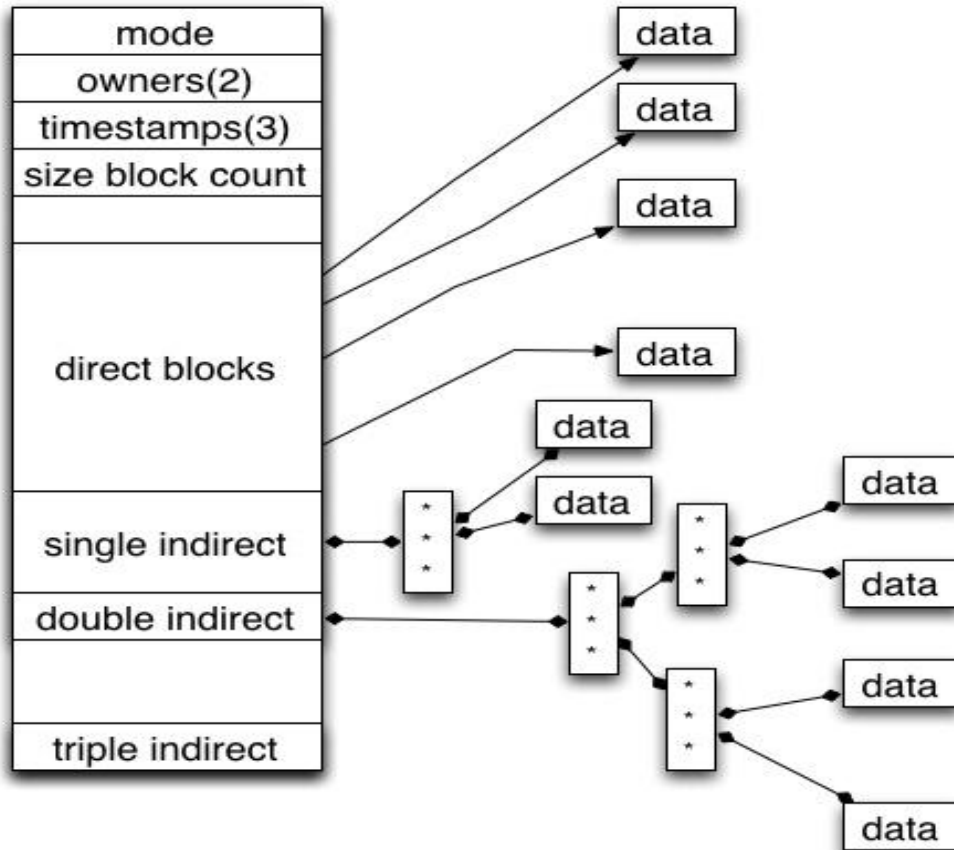 mode
owners(2)
timestamps(3)
size block count
direct blocks
single indirect
double indirect
triple indirect
data
data
data
data
data
data
* * *
* * *
* * *
* * *
data
data
data
data